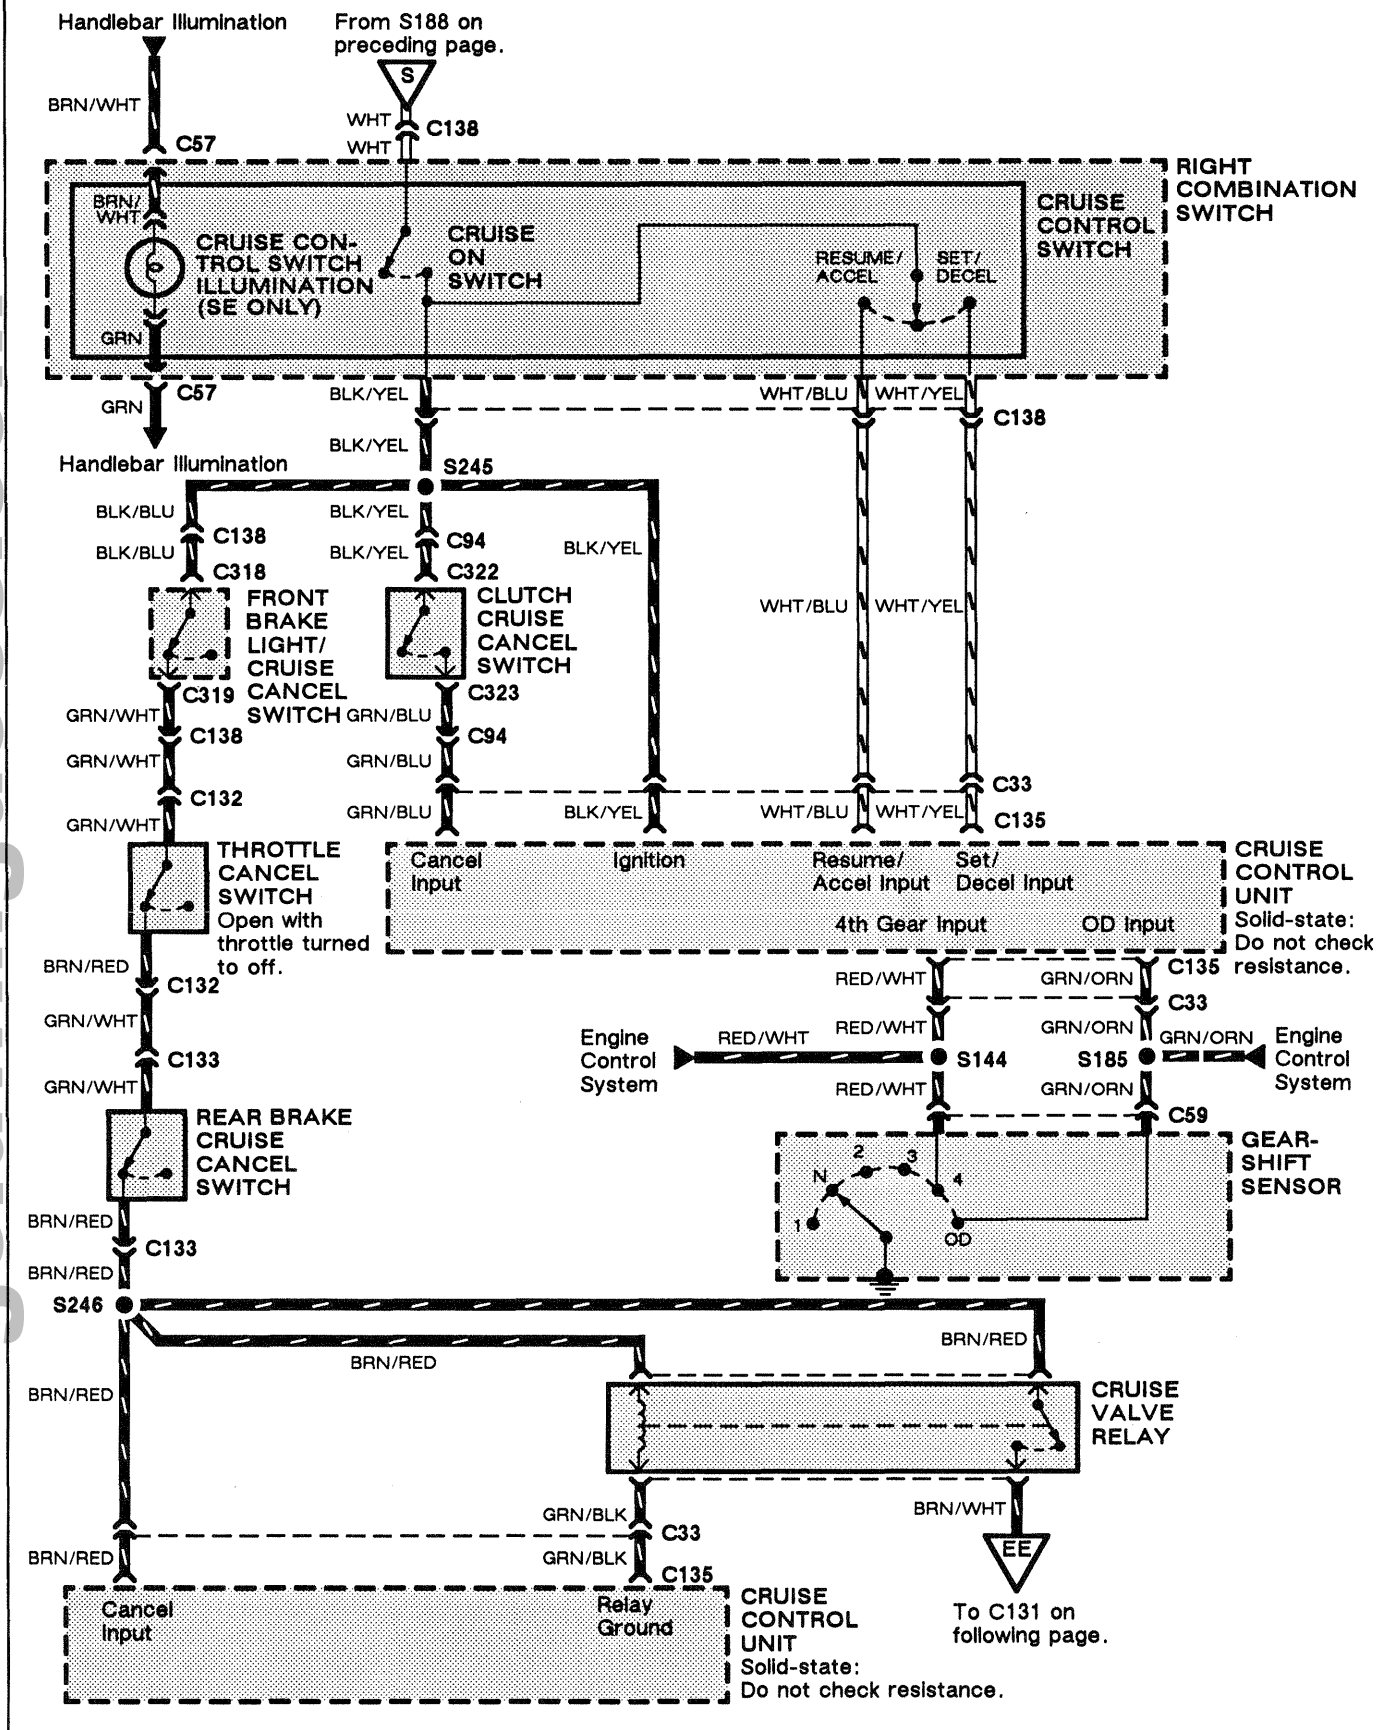 Handlebar Illumination
From S188 on
preceding page.
S
BRN/WHT
WHT
C138
C57
WHT
RIGHT
COMBINATION
SWITCH
BRN/
WHT
CRUISE
CONTROL
SWITCH
CRUISE CON-
TROL SWITCH
ILLUMINATION
(SE ONLY)
CRUISE
ON
SWITCH
RESUME/
ACCEL
SET/
DECEL
GRN
C57
GRN
BLK/YEL
WHT/BLU
WHT/YEL
C138
Handlebar Illumination
BLK/YEL
S245
BLK/BLU
BLK/YEL
C138
C94
BLK/BLU
BLK/YEL
BLK/YEL
C318
C322
FRONT
BRAKE
LIGHT/
CRUISE
CANCEL
SWITCH
CLUTCH
CRUISE
CANCEL
SWITCH
WHT/BLU
WHT/YEL
C319
C323
GRN/WHT
GRN/BLU
C138
C94
GRN/WHT
GRN/BLU
C132
C33
GRN/WHT
GRN/BLU
BLK/YEL
WHT/BLU
WHT/YEL
C135
THROTTLE
CANCEL
SWITCH
Open with
throttle turned
to off.
Cancel
Input
Ignition
Resume/
Accel Input
Set/
Decel Input
4th Gear Input
OD Input
CRUISE
CONTROL
UNIT
Solid-state:
Do not check
resistance.
BRN/RED
C132
RED/WHT
GRN/ORN
C135
C33
GRN/WHT
RED/WHT
GRN/ORN
Engine
Control
System
RED/WHT
S144
S185
GRN/ORN
Engine
Control
System
C133
GRN/WHT
RED/WHT
GRN/ORN
C59
REAR BRAKE
CRUISE
CANCEL
SWITCH
GEAR-
SHIFT
SENSOR
1
N
2
3
4
OD
BRN/RED
C133
BRN/RED
S246
BRN/RED
BRN/RED
BRN/RED
CRUISE
VALVE
RELAY
GRN/BLK
BRN/WHT
C33
BRN/RED
GRN/BLK
C135
EE
Cancel
Input
Relay
Ground
CRUISE
CONTROL
UNIT
Solid-state:
Do not check resistance.
To C131 on
following page.